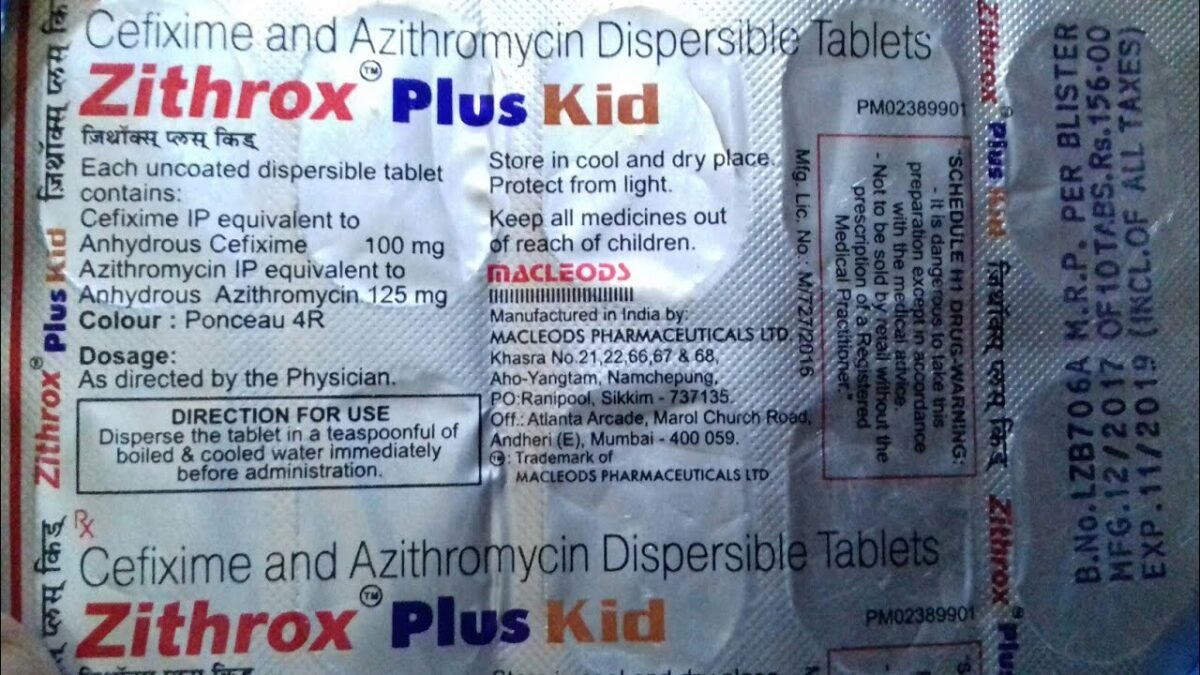 Cefixime and Azithromycin Dispersible Tablets
Zithrox™ Plus Kid
जिथॉक्स् प्लस् किड्
Each uncoated dispersible tablet
contains:
Cefixime IP equivalent to
Anhydrous Cefixime 100 mg
Azithromycin IP equivalent to
Anhydrous Azithromycin 125 mg
Colour : Ponceau 4R
Dosage:
As directed by the Physician.
DIRECTION FOR USE
Disperse the tablet in a teaspoonful of
boiled & cooled water immediately
before administration.
Store in cool and dry place.
Protect from light.
Keep all medicines out
of reach of children.
MACLEODS
Manufactured in India by:
MACLEODS PHARMACEUTICALS LTD.
Khasra No.21,22,66,67 & 68,
Aho-Yangtam, Namchepung,
PO:Ranipool, Sikkim - 737135.
Off.: Atlanta Arcade, Marol Church Road,
Andheri (E), Mumbai - 400 059.
™: Trademark of
MACLEODS PHARMACEUTICALS LTD
PM02389901
Mfg. Lic. No.: M/727/2016
"SCHEDULE H1 DRUG-WARNING:
- It is dangerous to take this
preparation except in accordance
with the medical advice.
- Not to be sold by retail without the
prescription of a Registered
Medical Practitioner."
जिथॉक्स् प्लस् कि
Zithrox® Plus Kid
प्लस् किड्
Zithrox® Plus Kid
जिथॉक्स् प्लस् किड्
Zithrox® Plus
B.No.LZB706A M.R.P. PER BLISTER
MFG.12/2017 OF 10 TABS.Rs.156.00
EXP.11/2019 (INCL.OF ALL TAXES)
Rx
Cefixime and Azithromycin Dispersible Tablets
Zithrox™ Plus Kid
PM02389901